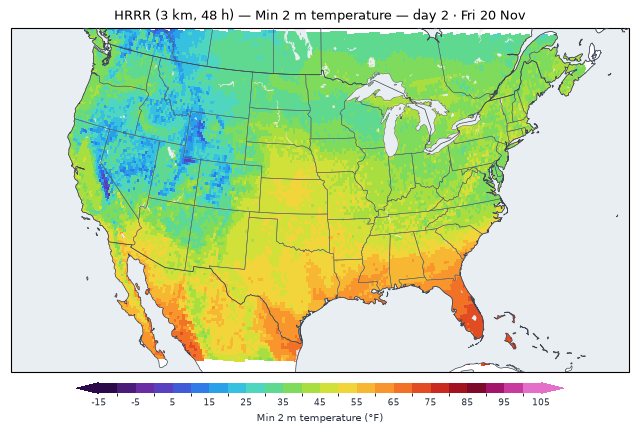 HRRR (3 km, 48 h) — Min 2 m temperature — day 2 · Fri 20 Nov
-15 -5 5 15 25 35 45 55 65 75 85 95 105
Min 2 m temperature (°F)